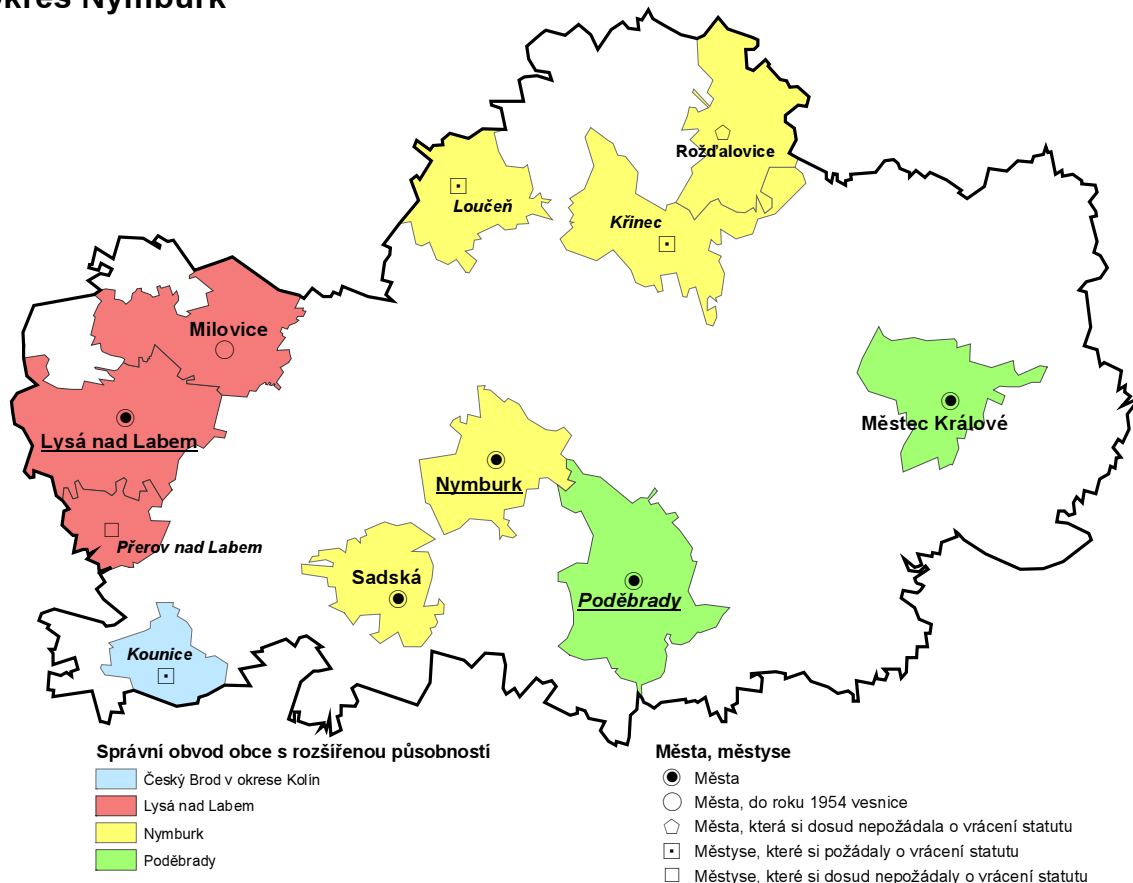 okres Nymburk
Rožďalovice
Loučeň
Křinec
Milovice
Městec Králové
Lysá nad Labem
Nymburk
Přerov nad Labem
Sadská
Poděbrady
Kounice
Správní obvod obce s rozšířenou působností
Český Brod v okrese Kolín
Lysá nad Labem
Nymburk
Poděbrady
Města, městyse
Města
Města, do roku 1954 vesnice
Města, která si dosud nepožádala o vrácení statutu
Městyse, které si požádaly o vrácení statutu
Městyse, které si dosud nepožádaly o vrácení statutu